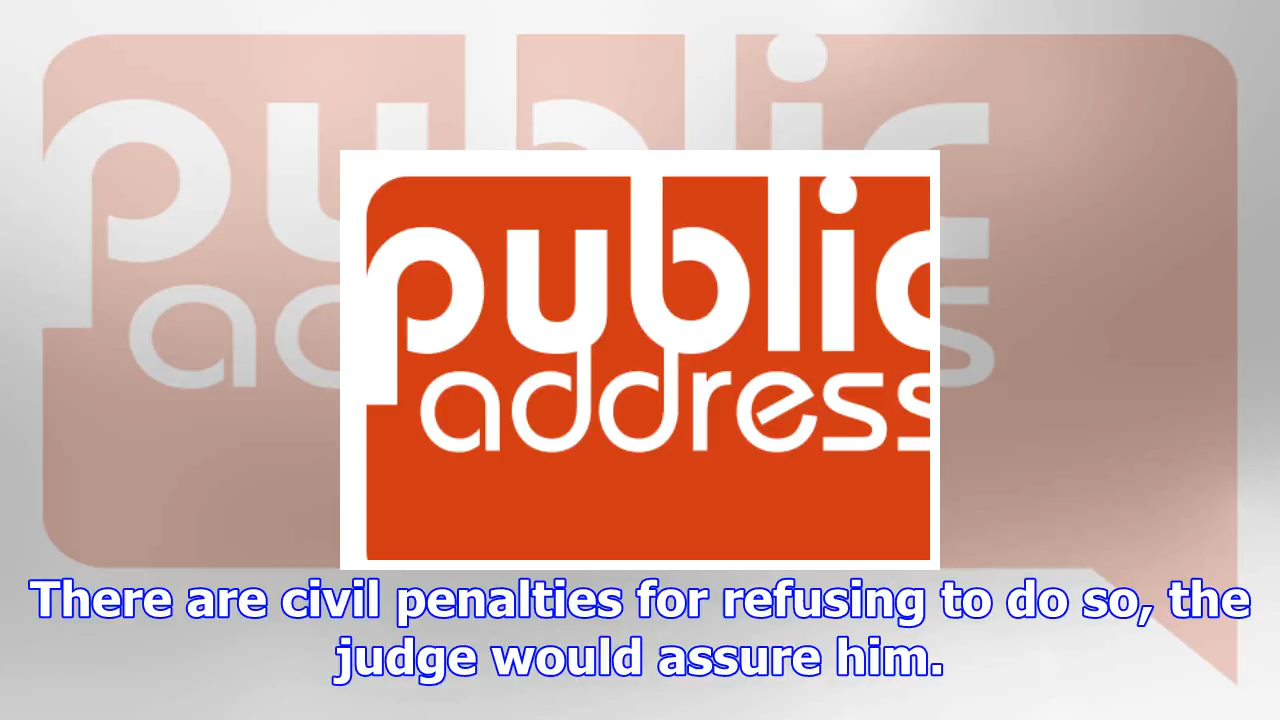 public
address
There are civil penalties for refusing to do so, the
judge would assure him.